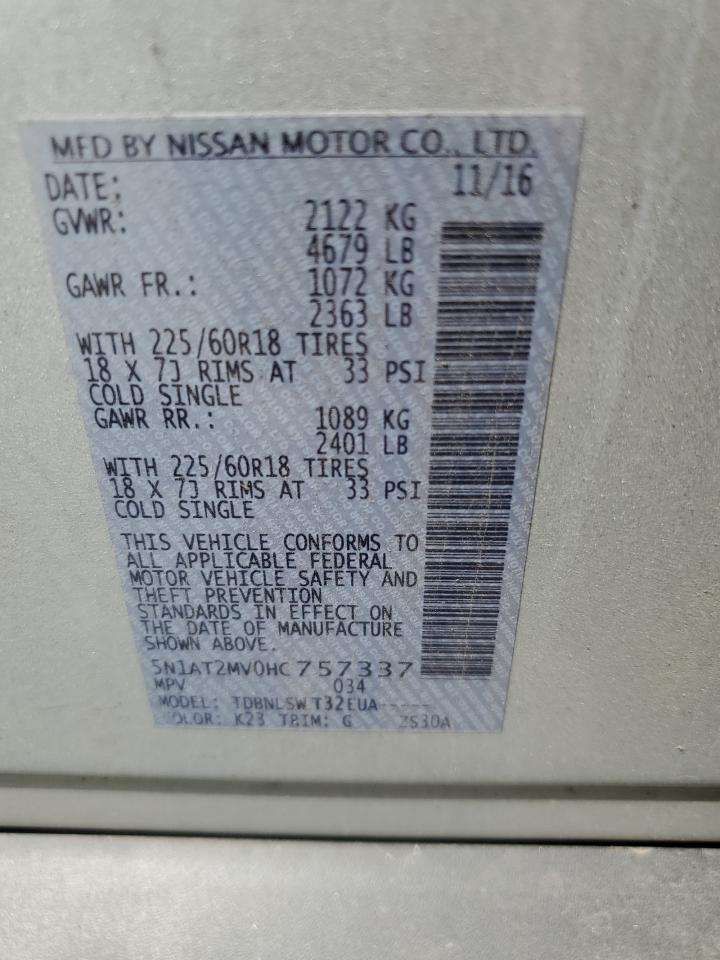 MFD BY NISSAN MOTOR CO., LTD.
DATE: 11/16
GVWR: 2122 KG
4679 LB
GAWR FR.: 1072 KG
2363 LB
WITH 225/60R18 TIRES
18 X 7J RIMS AT 33 PSI
COLD SINGLE
GAWR RR.: 1089 KG
2401 LB
WITH 225/60R18 TIRES
18 X 7J RIMS AT 33 PSI
COLD SINGLE
THIS VEHICLE CONFORMS TO
ALL APPLICABLE FEDERAL
MOTOR VEHICLE SAFETY AND
THEFT PREVENTION
STANDARDS IN EFFECT ON
THE DATE OF MANUFACTURE
SHOWN ABOVE.
5N1AT2MV0HC757337
MPV 034
MODEL: TDBNLSWT32EUA-----
COLOR: K23 TRIM: G ZS30A